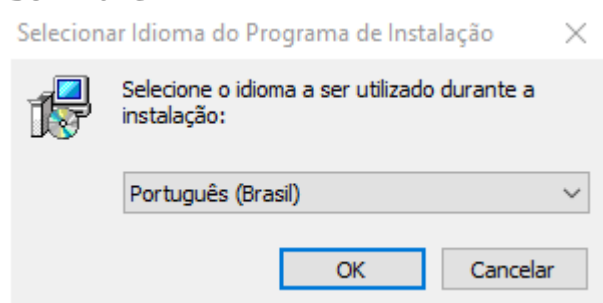 Selecionar Idioma do Programa de Instalação
Selecione o idioma a ser utilizado durante a
instalação:
Português (Brasil)
OK
Cancelar